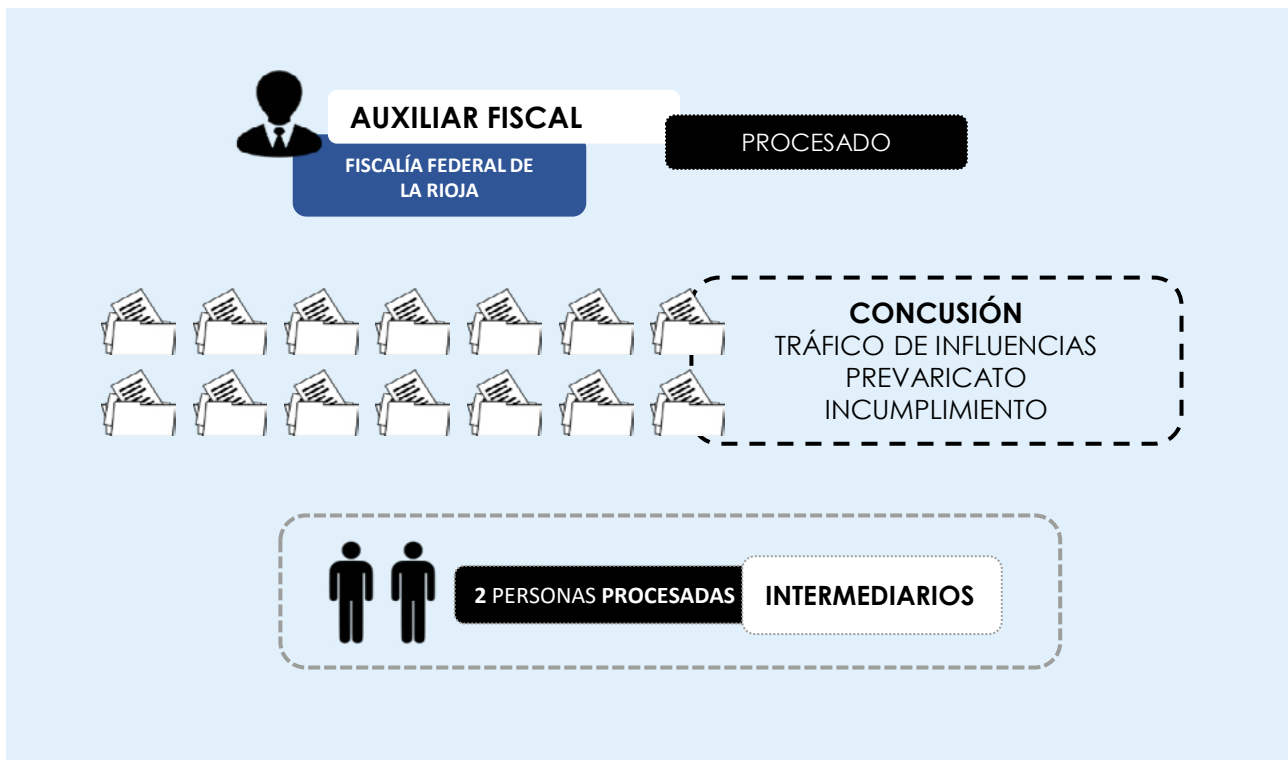 AUXILIAR FISCAL
FISCALÍA FEDERAL DE
LA RIOJA
PROCESADO
CONCUSIÓN
TRÁFICO DE INFLUENCIAS
PREVARICATO
INCUMPLIMIENTO
2 PERSONAS PROCESADAS
INTERMEDIARIOS